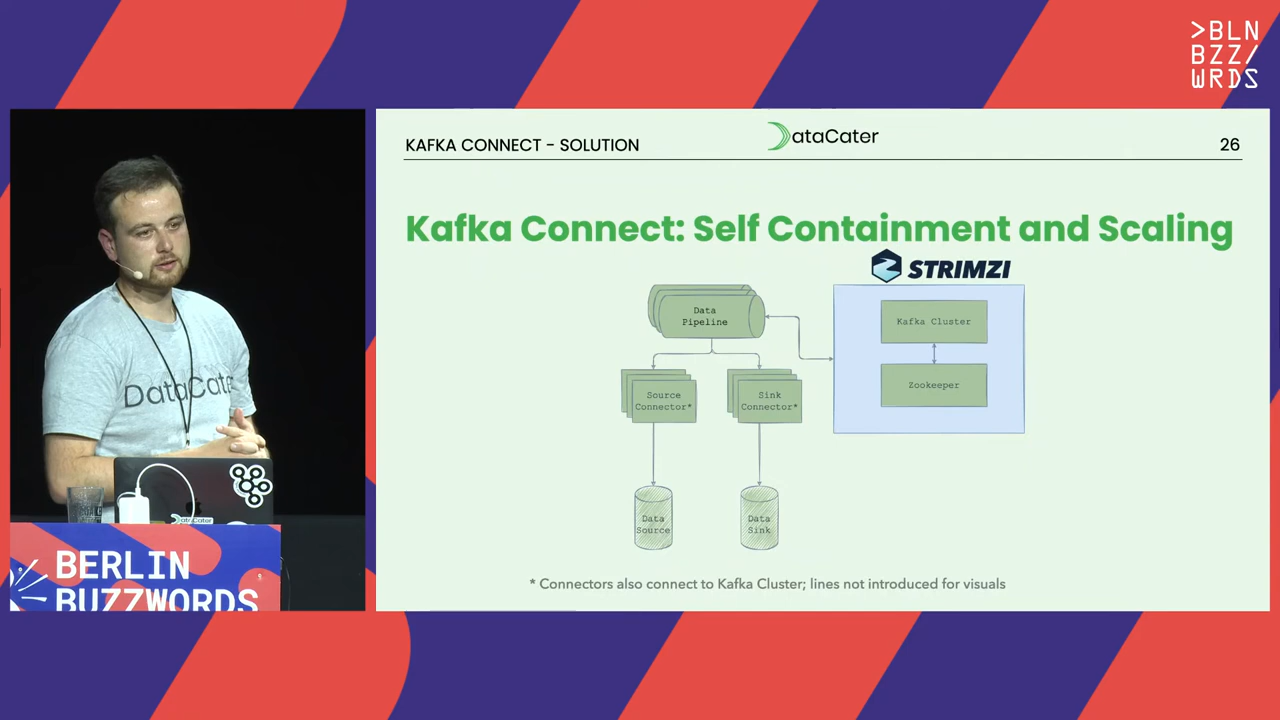 >BLN
BZZ/
WRDS
KAFKA CONNECT - SOLUTION
DataCater
26
Kafka Connect: Self Containment and Scaling
STRIMZI
Data
Pipeline
Kafka Cluster
Zookeeper
Source
Connector*
Sink
Connector*
Data
Source
Data
Sink
* Connectors also connect to Kafka Cluster; lines not introduced for visuals
DataCater
DataCater
BERLIN
BUZZWORDS